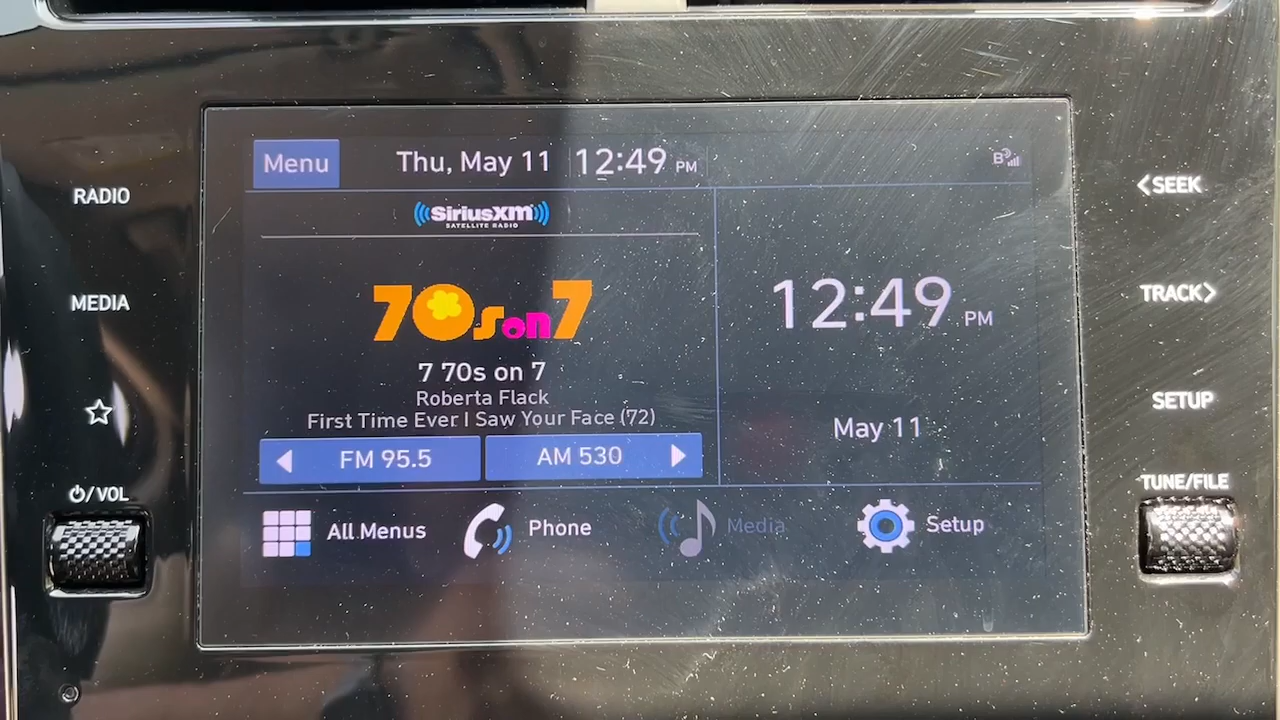 Menu Thu, May 11 12:49 PM B
SiriusXM
SATELLITE RADIO
70s on 7
7 70s on 7
Roberta Flack
First Time Ever I Saw Your Face ('72)
FM 95.5 AM 530
12:49 PM
May 11
All Menus Phone Media Setup
RADIO
MEDIA
/VOL
<SEEK
TRACK>
SETUP
TUNE/FILE